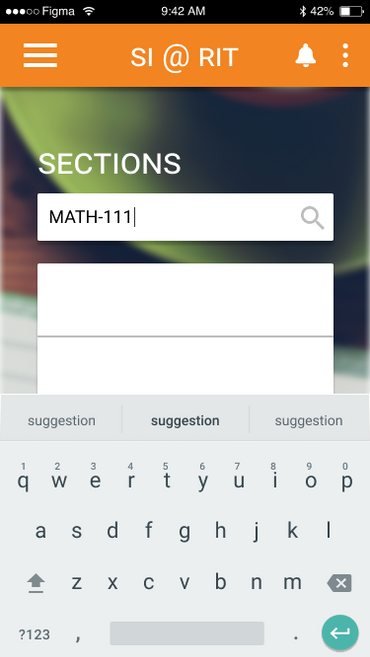 Figma 9:42 AM 42%
SI @ RIT
SECTIONS
MATH-111
suggestion suggestion suggestion
1 2 3 4 5 6 7 8 9 0
q w e r t y u i o p
a s d f g h j k l
z x c v b n m
?123 , .